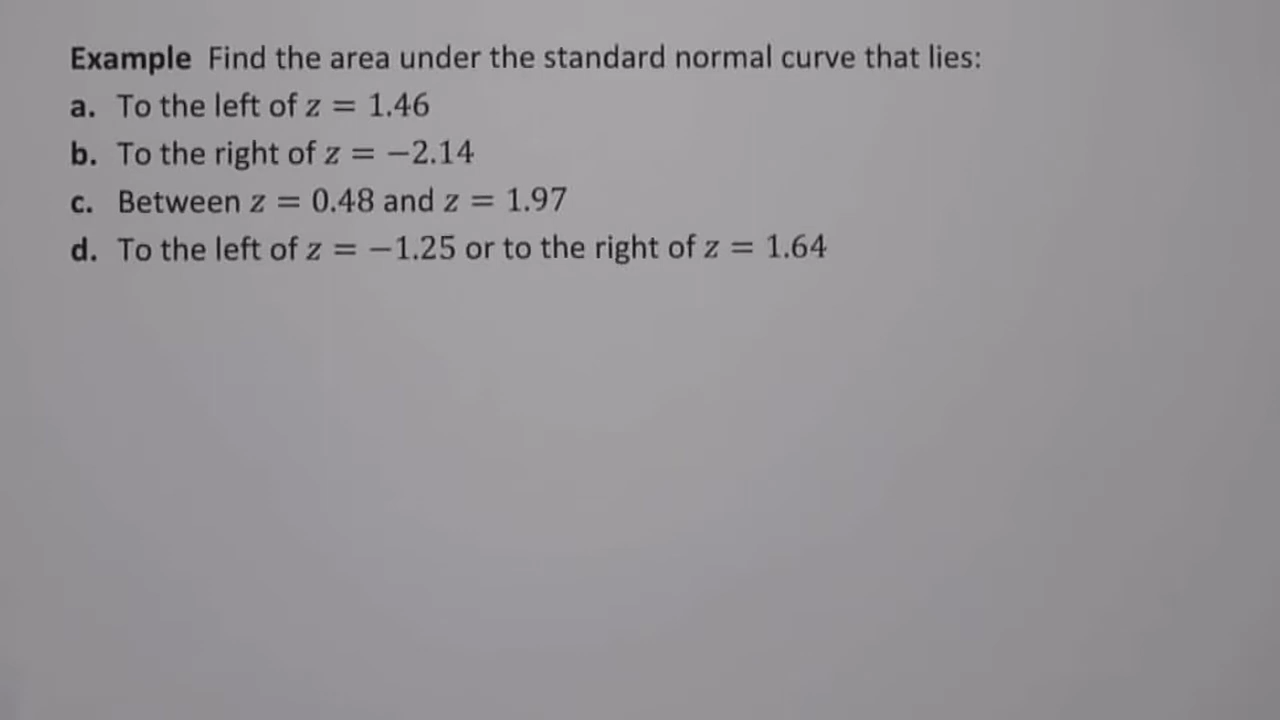 Example Find the area under the standard normal curve that lies:
a. To the left of z = 1.46
b. To the right of z = −2.14
c. Between z = 0.48 and z = 1.97
d. To the left of z = −1.25 or to the right of z = 1.64